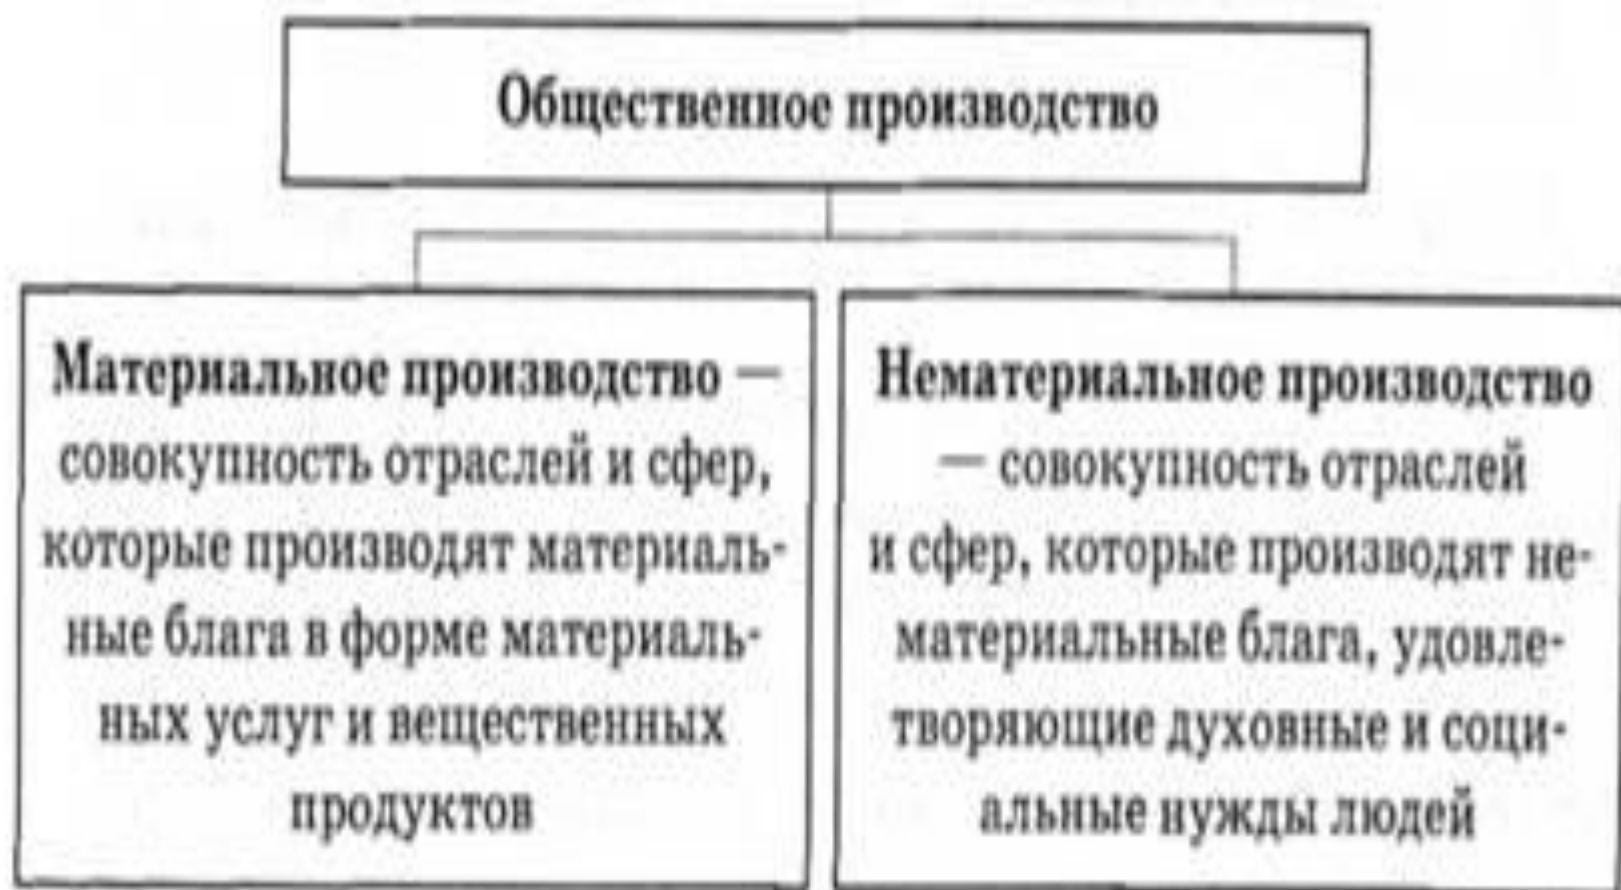 Общественное производство
Материальное производство —
совокупность отраслей и сфер,
которые производят материаль-
ные блага в форме материаль-
ных услуг и вещественных
продуктов
Нематериальное производство
— совокупность отраслей
и сфер, которые производят не-
материальные блага, удовле-
творяющие духовные и соци-
альные нужды людей